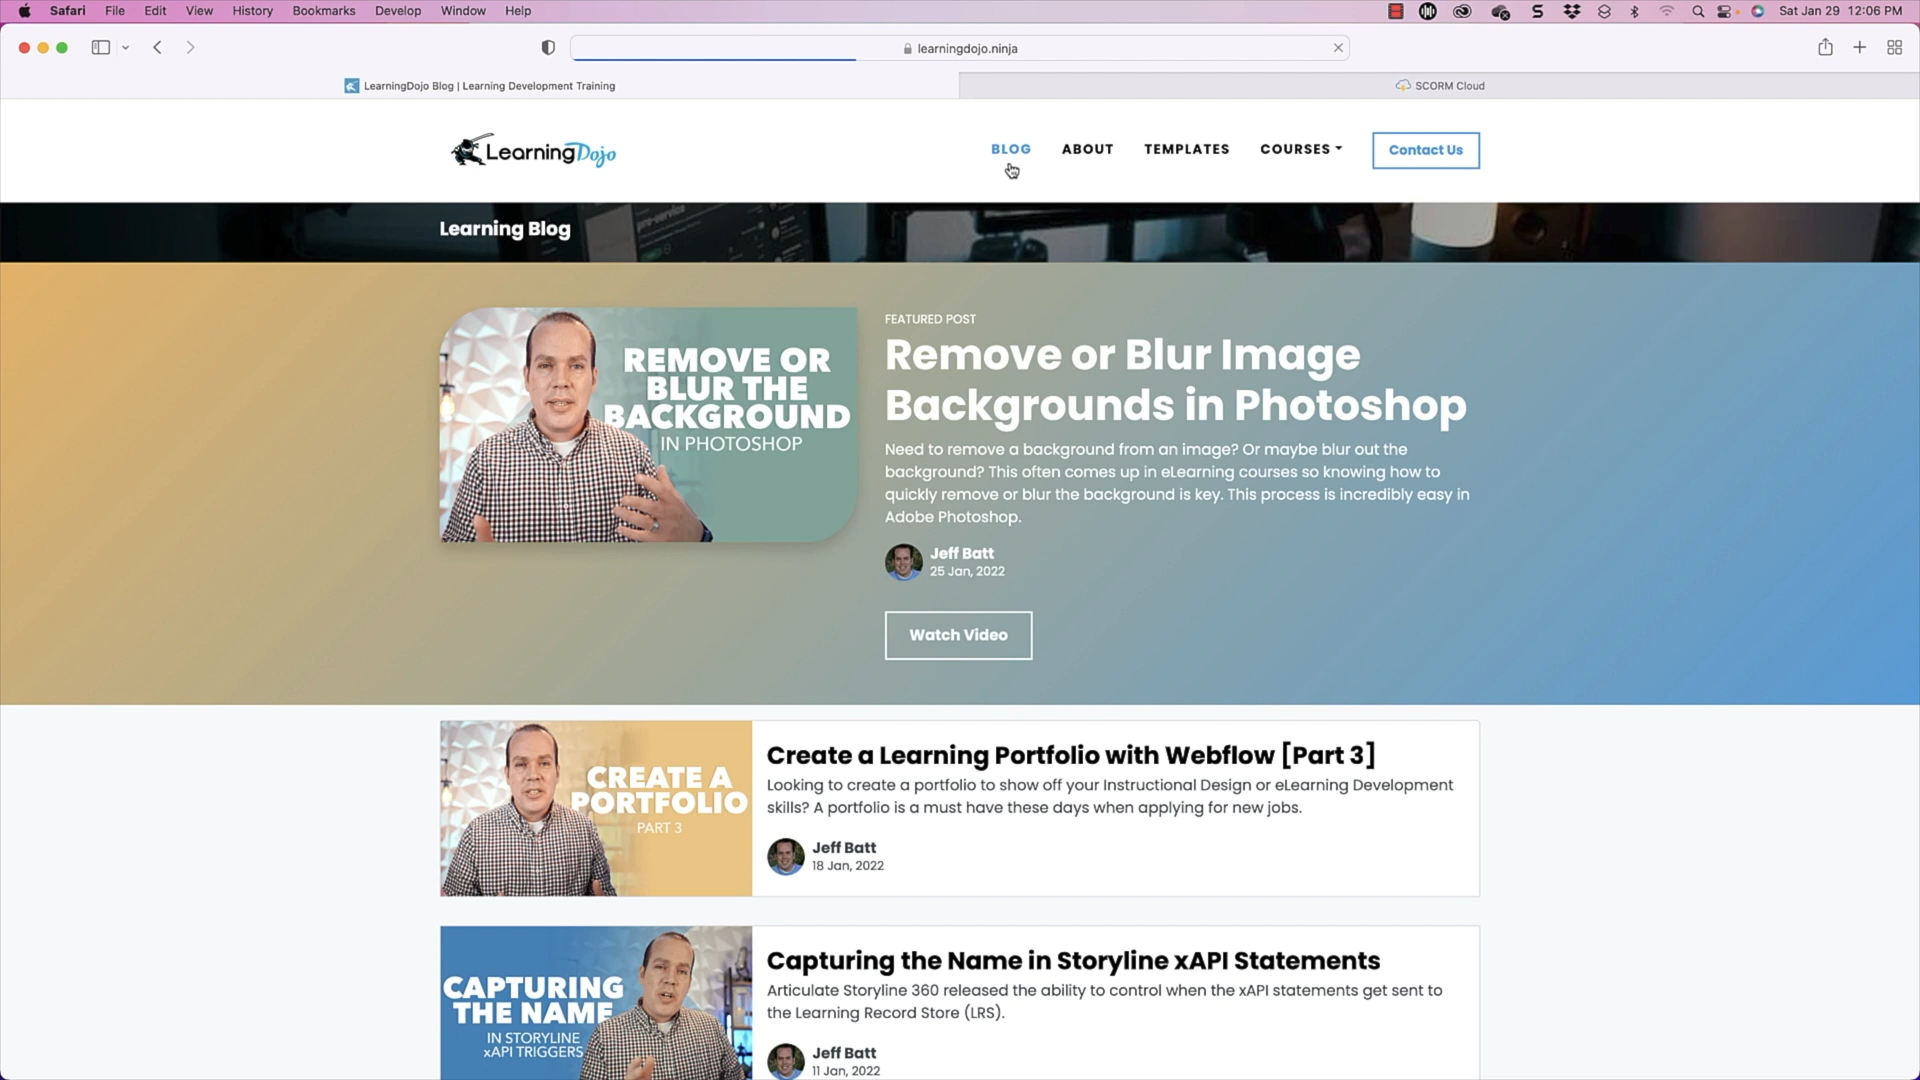 Safari File Edit View History Bookmarks Develop Window Help
Sat Jan 29 12:06 PM
learningdojo.ninja
LearningDojo Blog | Learning Development Training
SCORM Cloud
LearningDojo
BLOG ABOUT TEMPLATES COURSES Contact Us
Learning Blog
REMOVE OR
BLUR THE
BACKGROUND
IN PHOTOSHOP
FEATURED POST
Remove or Blur Image
Backgrounds in Photoshop
Need to remove a background from an image? Or maybe blur out the
background? This often comes up in eLearning courses so knowing how to
quickly remove or blur the background is key. This process is incredibly easy in
Adobe Photoshop.
Jeff Batt
25 Jan, 2022
Watch Video
CREATE A
PORTFOLIO
PART 3
Create a Learning Portfolio with Webflow [Part 3]
Looking to create a portfolio to show off your Instructional Design or eLearning Development
skills? A portfolio is a must have these days when applying for new jobs.
Jeff Batt
18 Jan, 2022
CAPTURING
THE NAME
IN STORYLINE
xAPI TRIGGERS
Capturing the Name in Storyline xAPI Statements
Articulate Storyline 360 released the ability to control when the xAPI statements get sent to
the Learning Record Store (LRS).
Jeff Batt
11 Jan, 2022